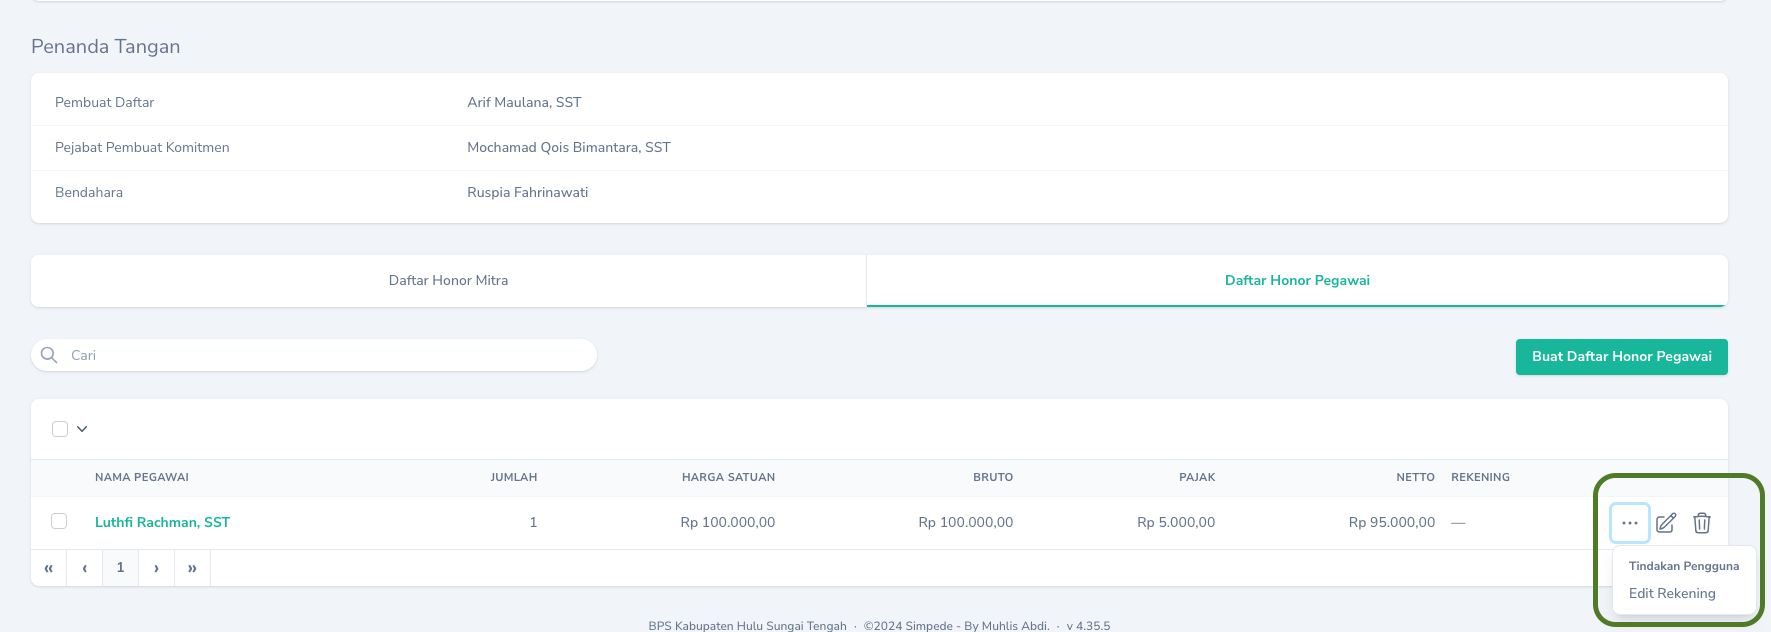 Penanda Tangan
Pembuat Daftar Arif Maulana, SST
Pejabat Pembuat Komitmen Mochamad Qois Bimantara, SST
Bendahara Ruspia Fahrinawati
Daftar Honor Mitra Daftar Honor Pegawai
Cari Buat Daftar Honor Pegawai
NAMA PEGAWAI JUMLAH HARGA SATUAN BRUTO PAJAK NETTO REKENING
Luthfi Rachman, SST 1 Rp 100.000,00 Rp 100.000,00 Rp 5.000,00 Rp 95.000,00 —
« ‹ 1 › »
Tindakan Pengguna
Edit Rekening
BPS Kabupaten Hulu Sungai Tengah · ©2024 Simpede - By Muhlis Abdi. · v 4.35.5